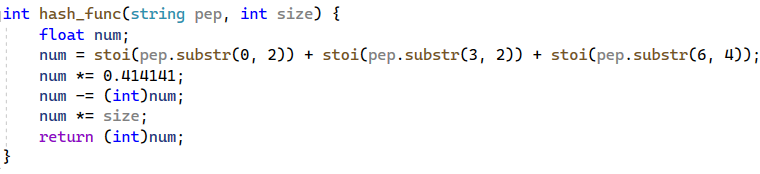 int hash_func(string pep, int size) {
    float num;
    num = stoi(pep.substr(0, 2)) + stoi(pep.substr(3, 2)) + stoi(pep.substr(6, 4));
    num *= 0.414141;
    num -= (int)num;
    num *= size;
    return (int)num;
}